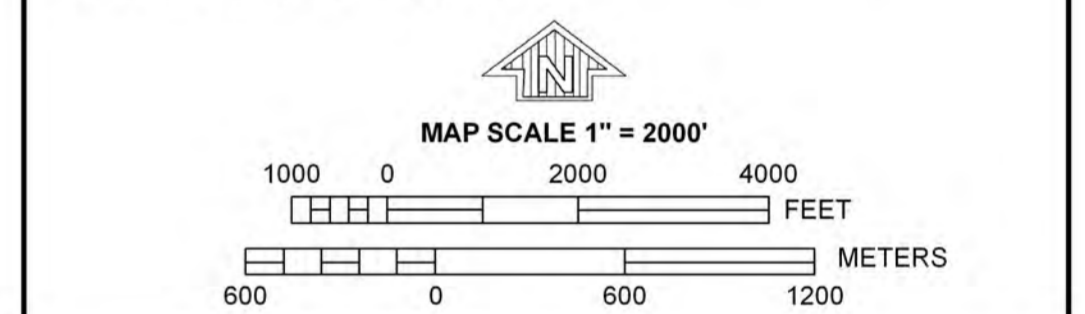 N
MAP SCALE 1" = 2000'
1000 0 2000 4000
FEET
METERS
600 0 600 1200